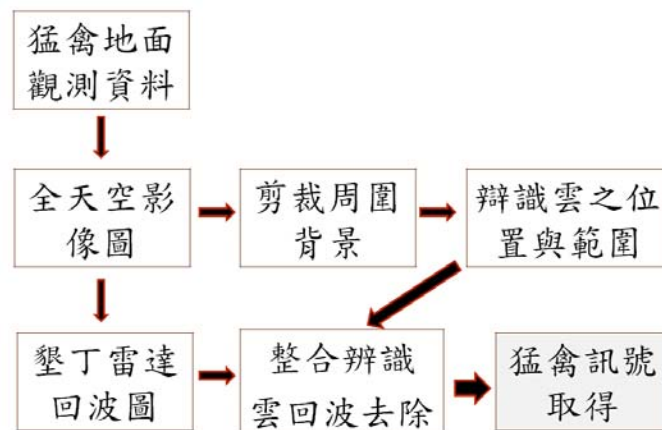 猛禽地面
觀測資料
全天空影
像圖
剪裁周圍
背景
辯識雲之位
置與範圍
墾丁雷達
回波圖
整合辨識
雲回波去除
猛禽訊號
取得